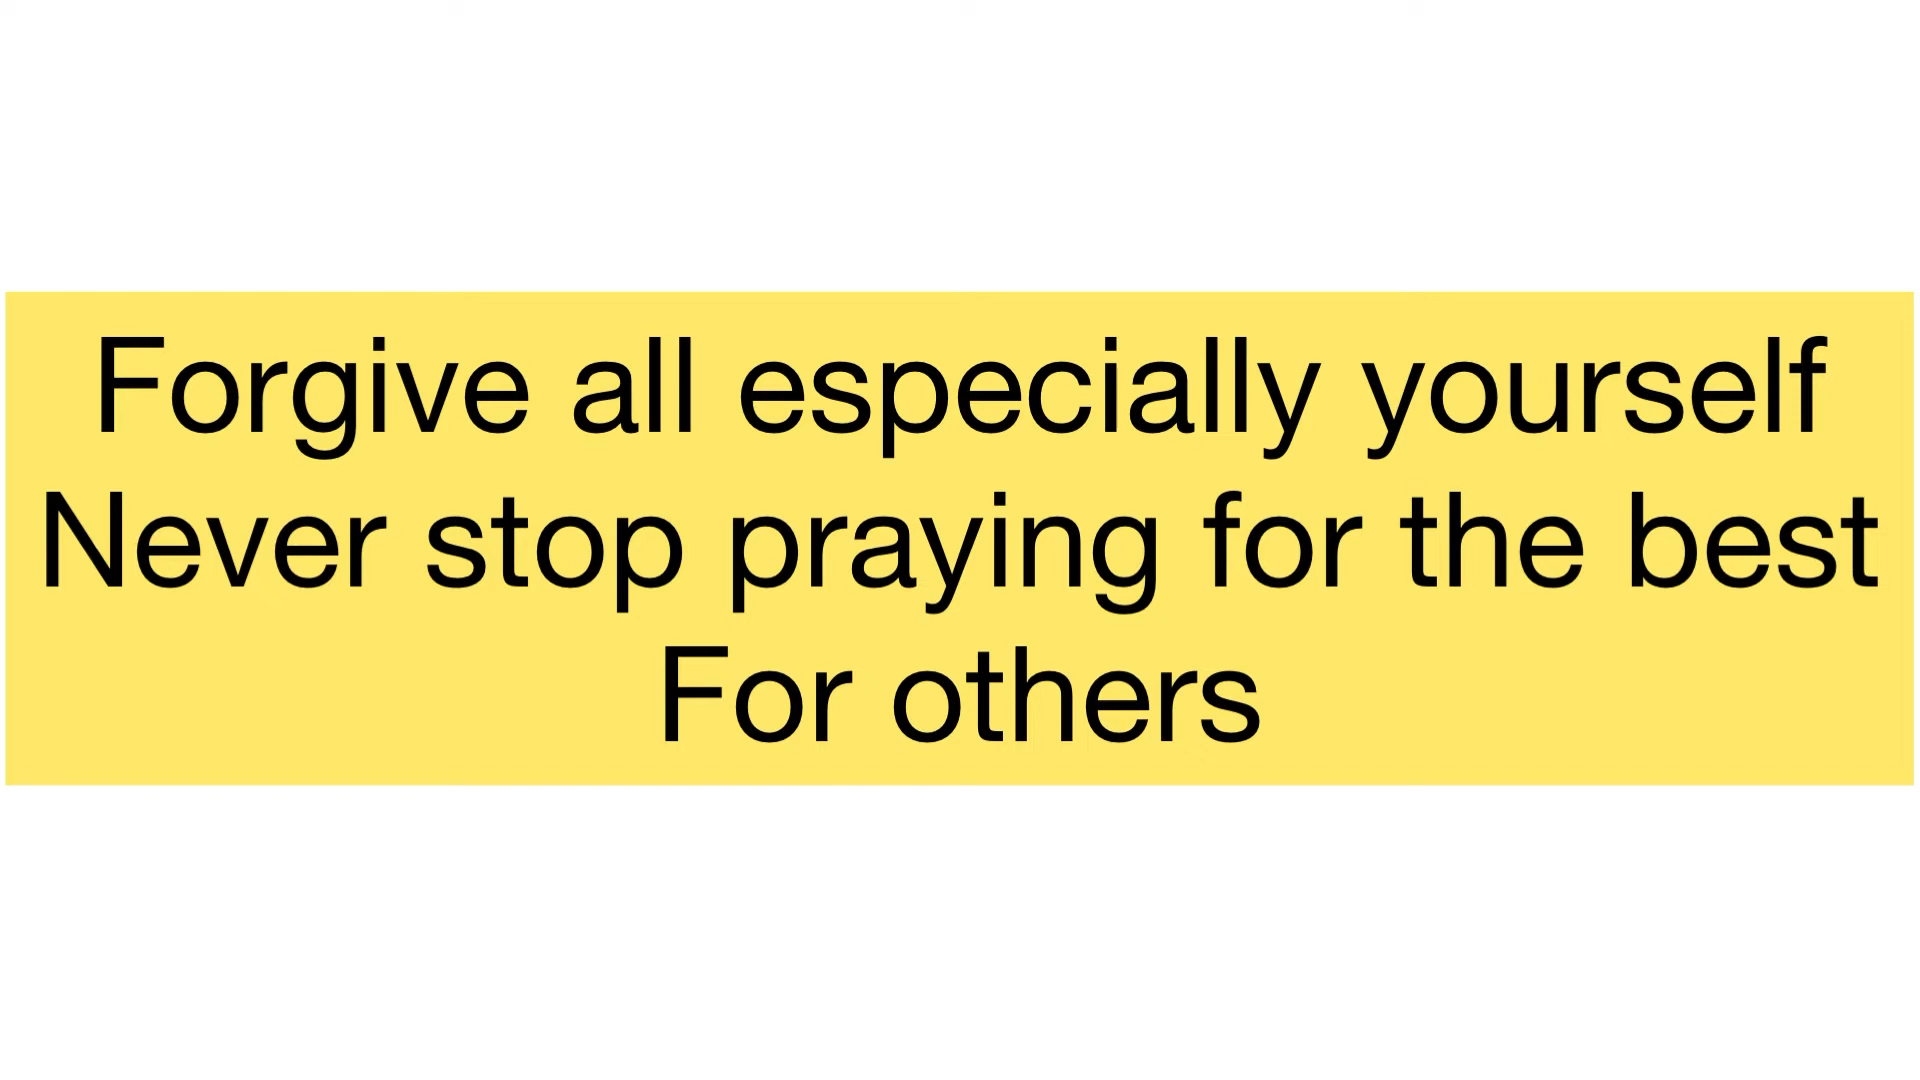 Forgive all especially yourself
Never stop praying for the best
For others